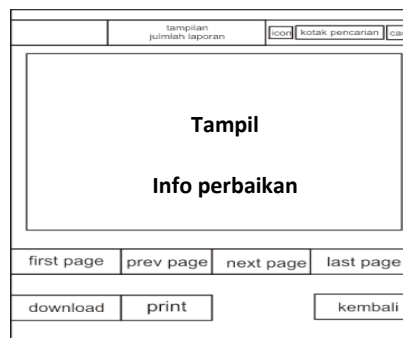 tampilan
julmlah laporan
icon
kotak pencarian
Tampil
Info perbaikan
first page
prev page
next page
last page
download
print
kembali